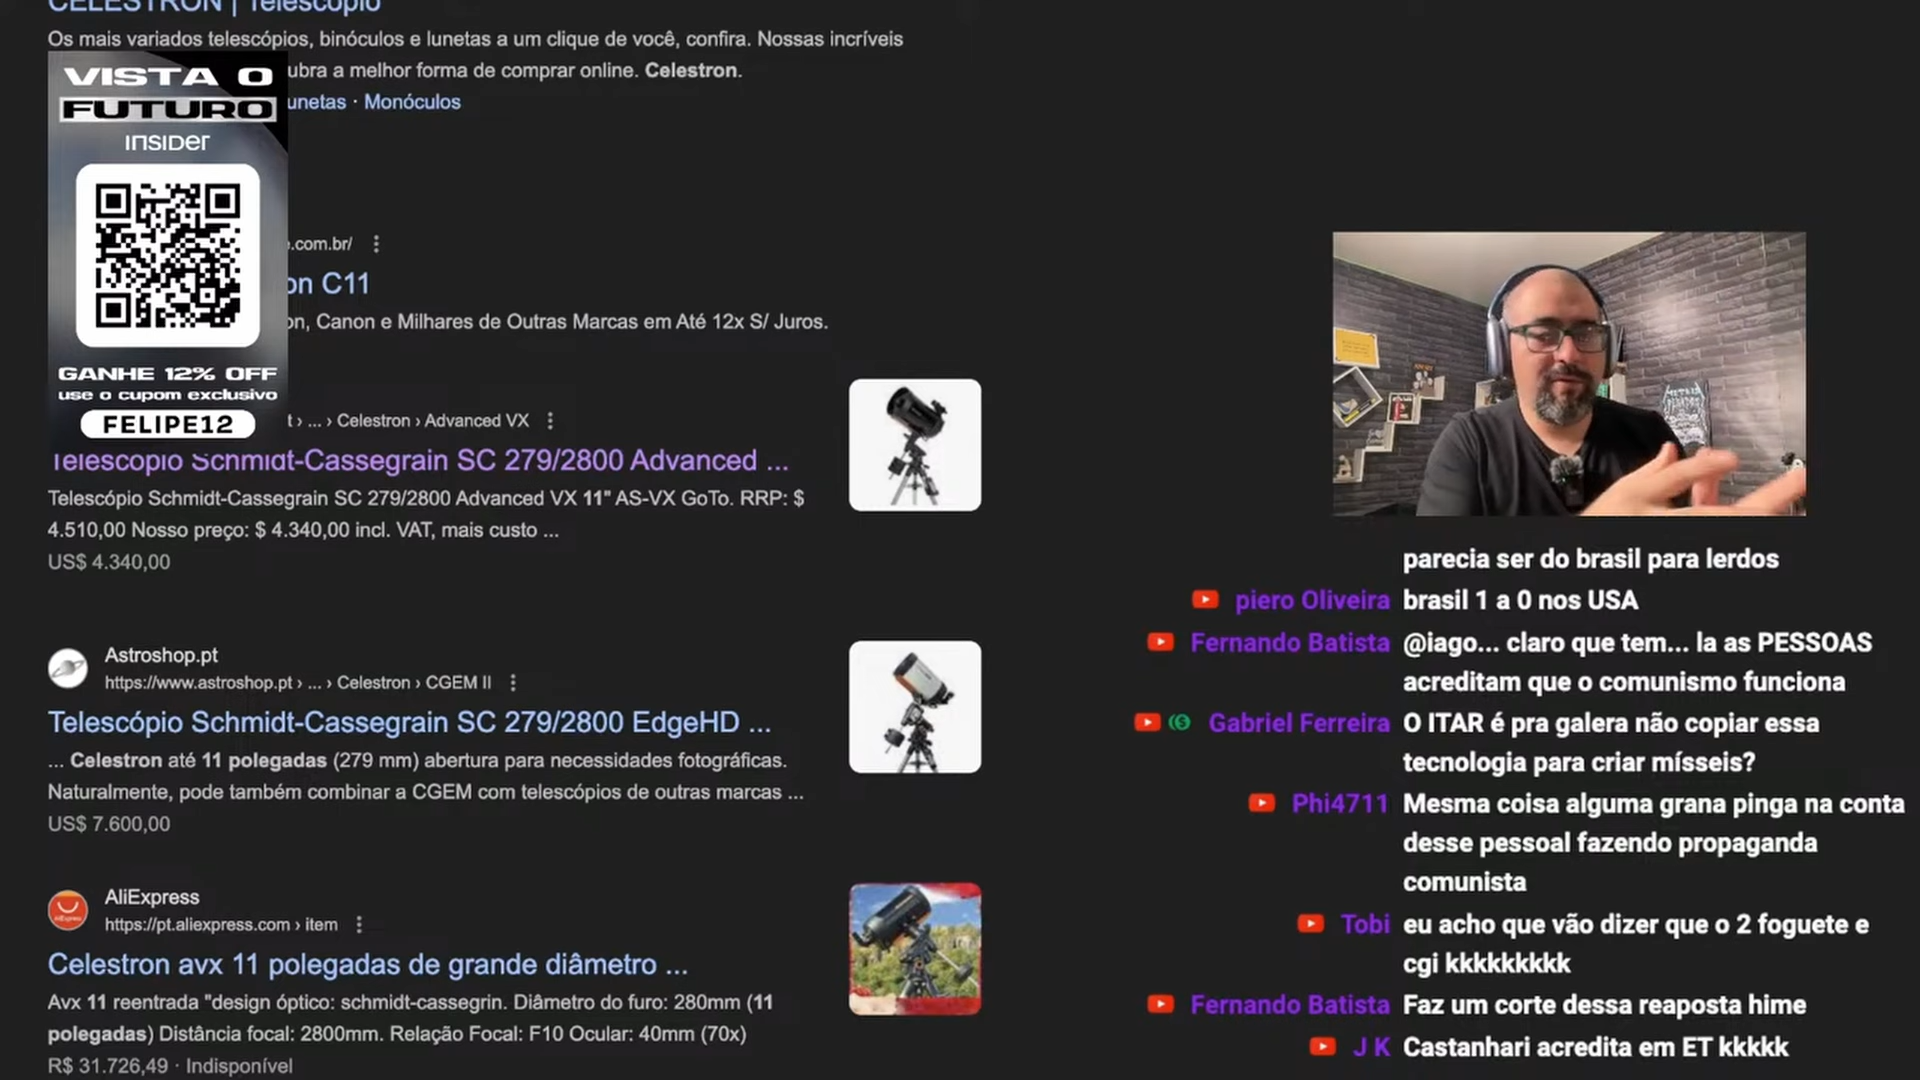 CELESTRON | Telescópio
Os mais variados telescópios, binóculos e lunetas a um clique de você, confira. Nossas incríveis
ubra a melhor forma de comprar online. Celestron.
unetas · Monóculos
VISTA O
FUTURO
INSIDER
GANHE 12% OFF
use o cupom exclusivo
FELIPE12
.com.br/
on C11
on, Canon e Milhares de Outras Marcas em Até 12x S/ Juros.
t › ... › Celestron › Advanced VX
Telescópio Schmidt-Cassegrain SC 279/2800 Advanced ...
Telescópio Schmidt-Cassegrain SC 279/2800 Advanced VX 11" AS-VX GoTo. RRP: $
4.510,00 Nosso preço: $ 4.340,00 incl. VAT, mais custo ...
US$ 4.340,00
Astroshop.pt
https://www.astroshop.pt › ... › Celestron › CGEM II
Telescópio Schmidt-Cassegrain SC 279/2800 EdgeHD ...
... Celestron até 11 polegadas (279 mm) abertura para necessidades fotográficas.
Naturalmente, pode também combinar a CGEM com telescópios de outras marcas ...
US$ 7.600,00
AliExpress
https://pt.aliexpress.com › item
Celestron avx 11 polegadas de grande diâmetro ...
Avx 11 reentrada "design óptico: schmidt-cassegrin. Diâmetro do furo: 280mm (11
polegadas) Distância focal: 2800mm. Relação Focal: F10 Ocular: 40mm (70x)
R$ 31.726,49 · Indisponível
parecia ser do brasil para lerdos
piero Oliveira brasil 1 a 0 nos USA
Fernando Batista @iago... claro que tem... la as PESSOAS
acreditam que o comunismo funciona
Gabriel Ferreira O ITAR é pra galera não copiar essa
tecnologia para criar mísseis?
Phi4711 Mesma coisa alguma grana pinga na conta
desse pessoal fazendo propaganda
comunista
Tobi eu acho que vão dizer que o 2 foguete e
cgi kkkkkkkkk
Fernando Batista Faz um corte dessa reaposta hime
J K Castanhari acredita em ET kkkkk